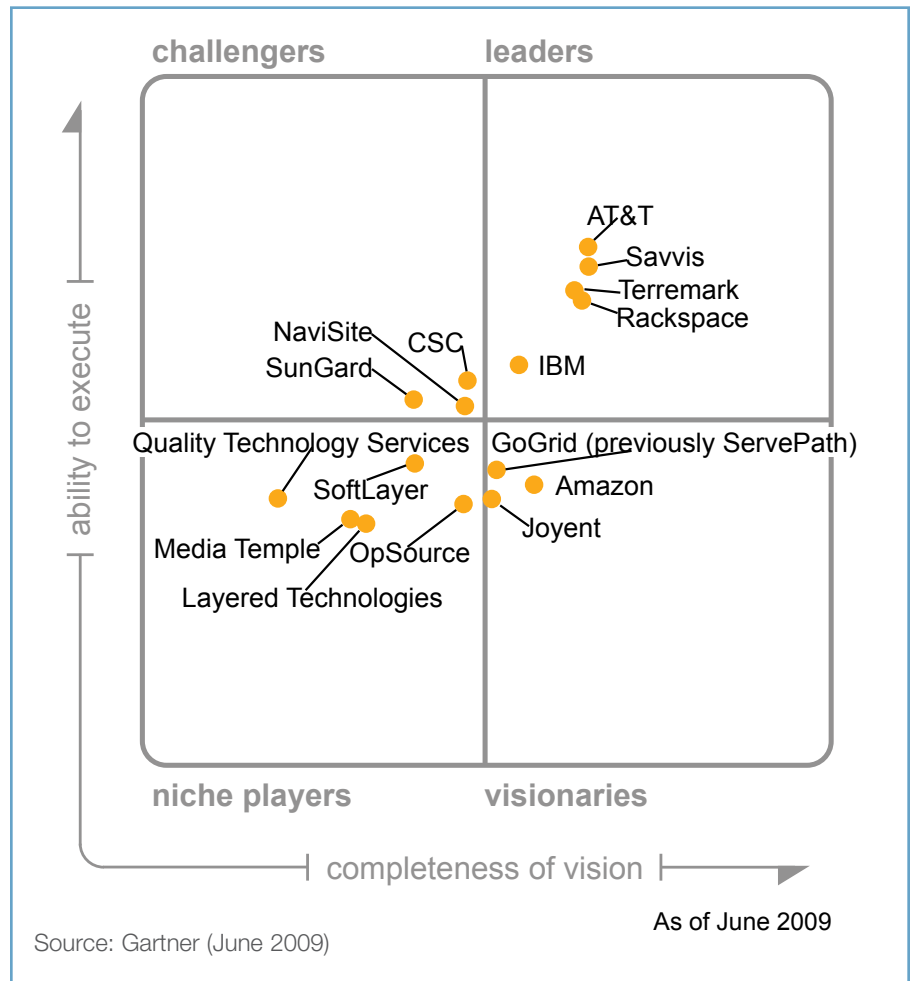 challengers
leaders
AT&T
Savvis
Terremark
Rackspace
NaviSite
CSC
SunGard
IBM
ability to execute
Quality Technology Services
GoGrid (previously ServePath)
SoftLayer
Amazon
Joyent
Media Temple
OpSource
Layered Technologies
niche players
visionaries
completeness of vision
As of June 2009
Source: Gartner (June 2009)